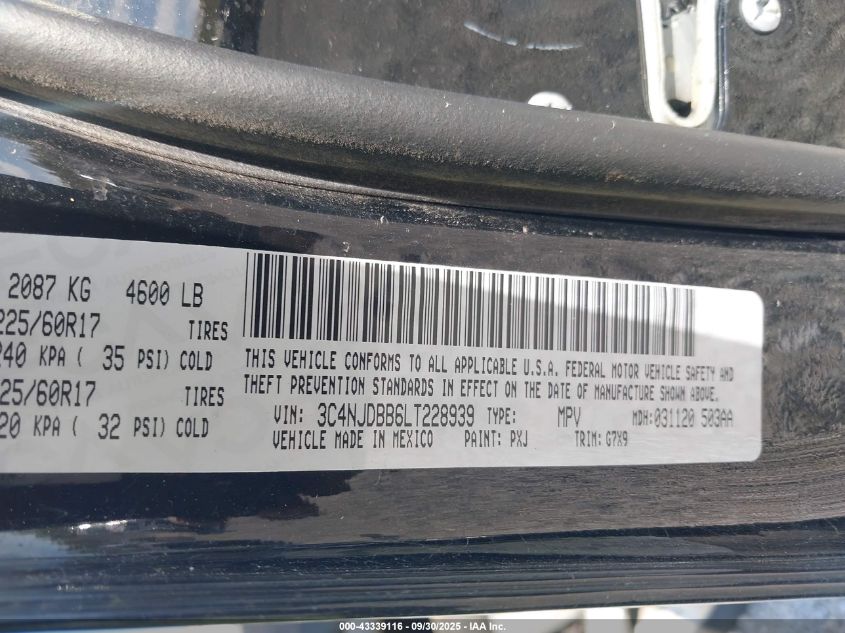 2087 KG 4600 LB
225/60R17 TIRES
240 KPA ( 35 PSI) COLD
225/60R17 TIRES
220 KPA ( 32 PSI) COLD
THIS VEHICLE CONFORMS TO ALL APPLICABLE U.S.A. FEDERAL MOTOR VEHICLE SAFETY AND
THEFT PREVENTION STANDARDS IN EFFECT ON THE DATE OF MANUFACTURE SHOWN ABOVE.
VIN: 3C4NJDBB6LT228939 TYPE: MPV MDH: 031120 503AA
VEHICLE MADE IN MEXICO PAINT: PXJ TRIM: G7X9
000-43339116 - 09/30/2025 - IAA Inc.